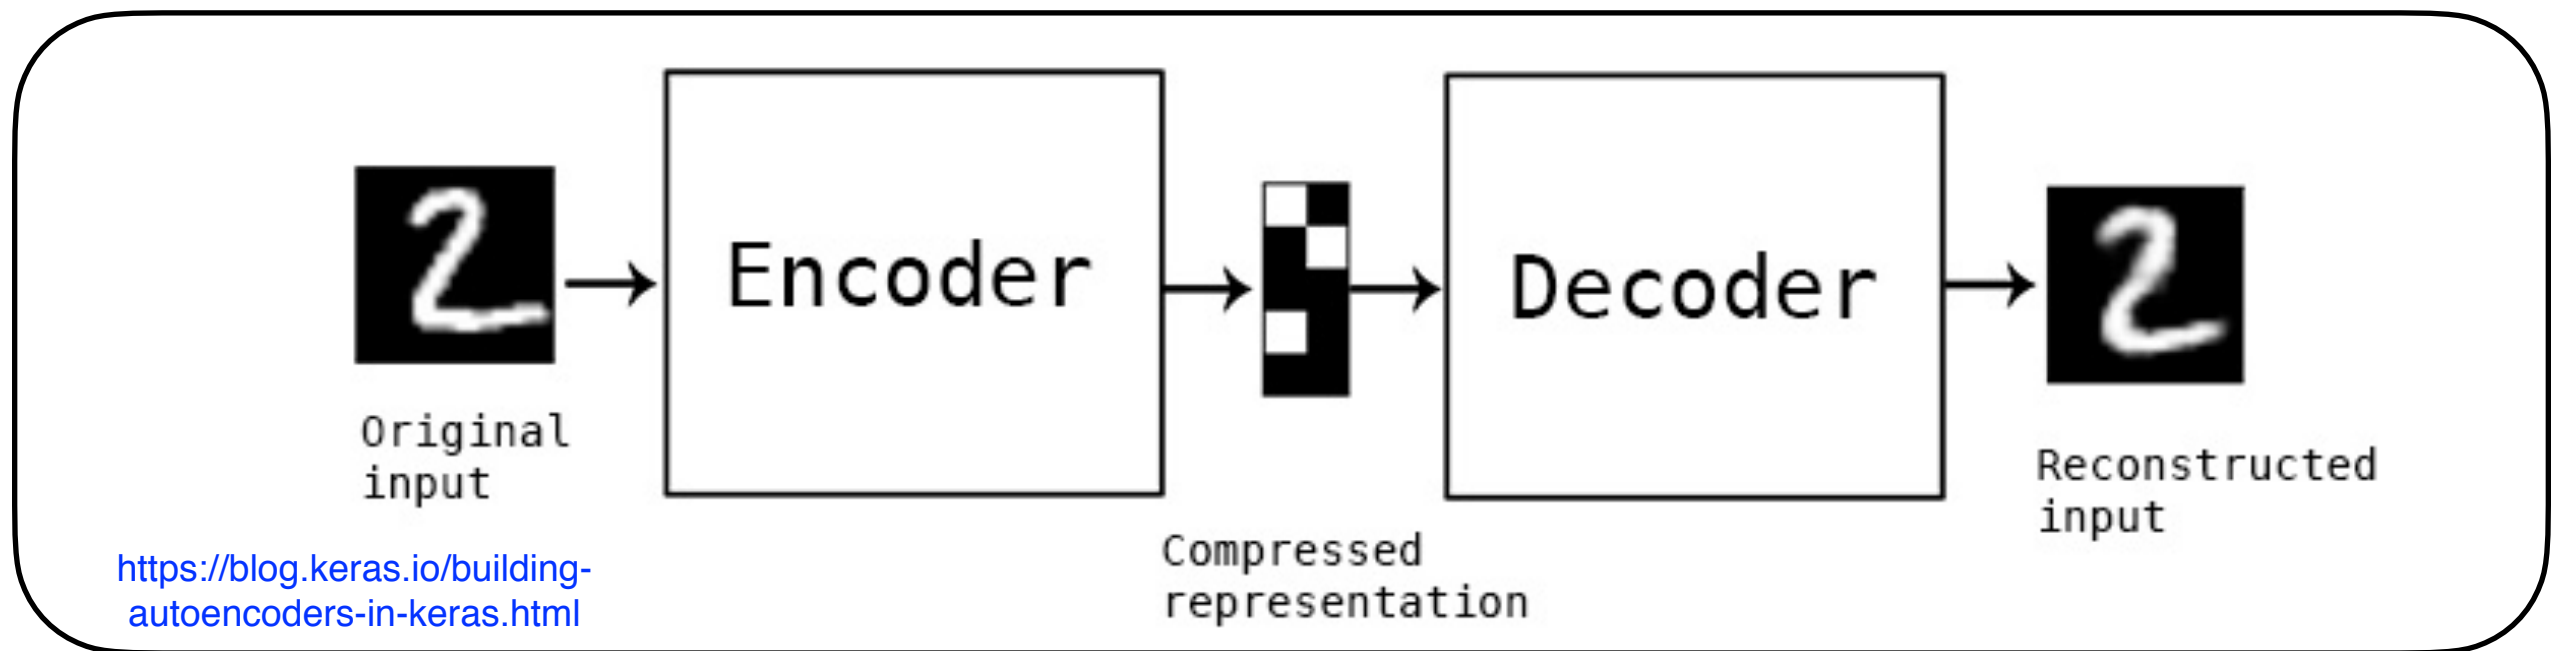 Encoder
Decoder
Original
input
Compressed
representation
Reconstructed
input
https://blog.keras.io/building-
autoencoders-in-keras.html